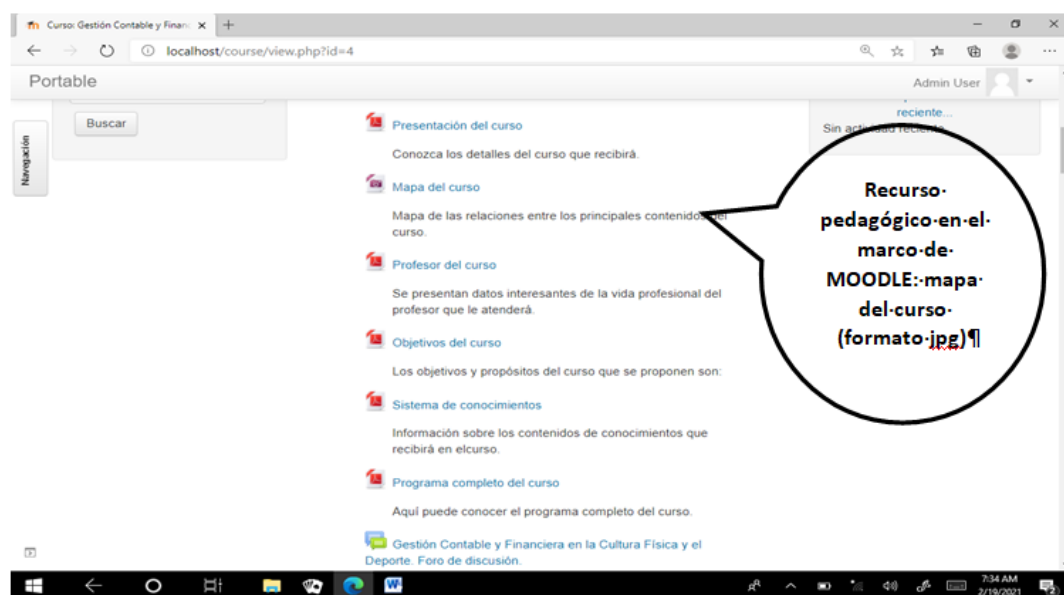 Curso: Gestión Contable y Finan
localhost/course/view.php?id=4
Portable
Admin User
Buscar
Navegación
reciente...
Sin actividad reciente
Presentación del curso
Conozca los detalles del curso que recibirá.
Mapa del curso
Mapa de las relaciones entre los principales contenidos del
curso.
Profesor del curso
Se presentan datos interesantes de la vida profesional del
profesor que le atenderá.
Objetivos del curso
Los objetivos y propósitos del curso que se proponen son:
Sistema de conocimientos
Información sobre los contenidos de conocimientos que
recibirá en elcurso.
Programa completo del curso
Aquí puede conocer el programa completo del curso.
Gestión Contable y Financiera en la Cultura Física y el
Deporte. Foro de discusión.
Recurso·
pedagógico·en·el·
marco·de·
MOODLE:·mapa·
del·curso·
(formato·jpg)¶
7:34 AM
2/19/2021